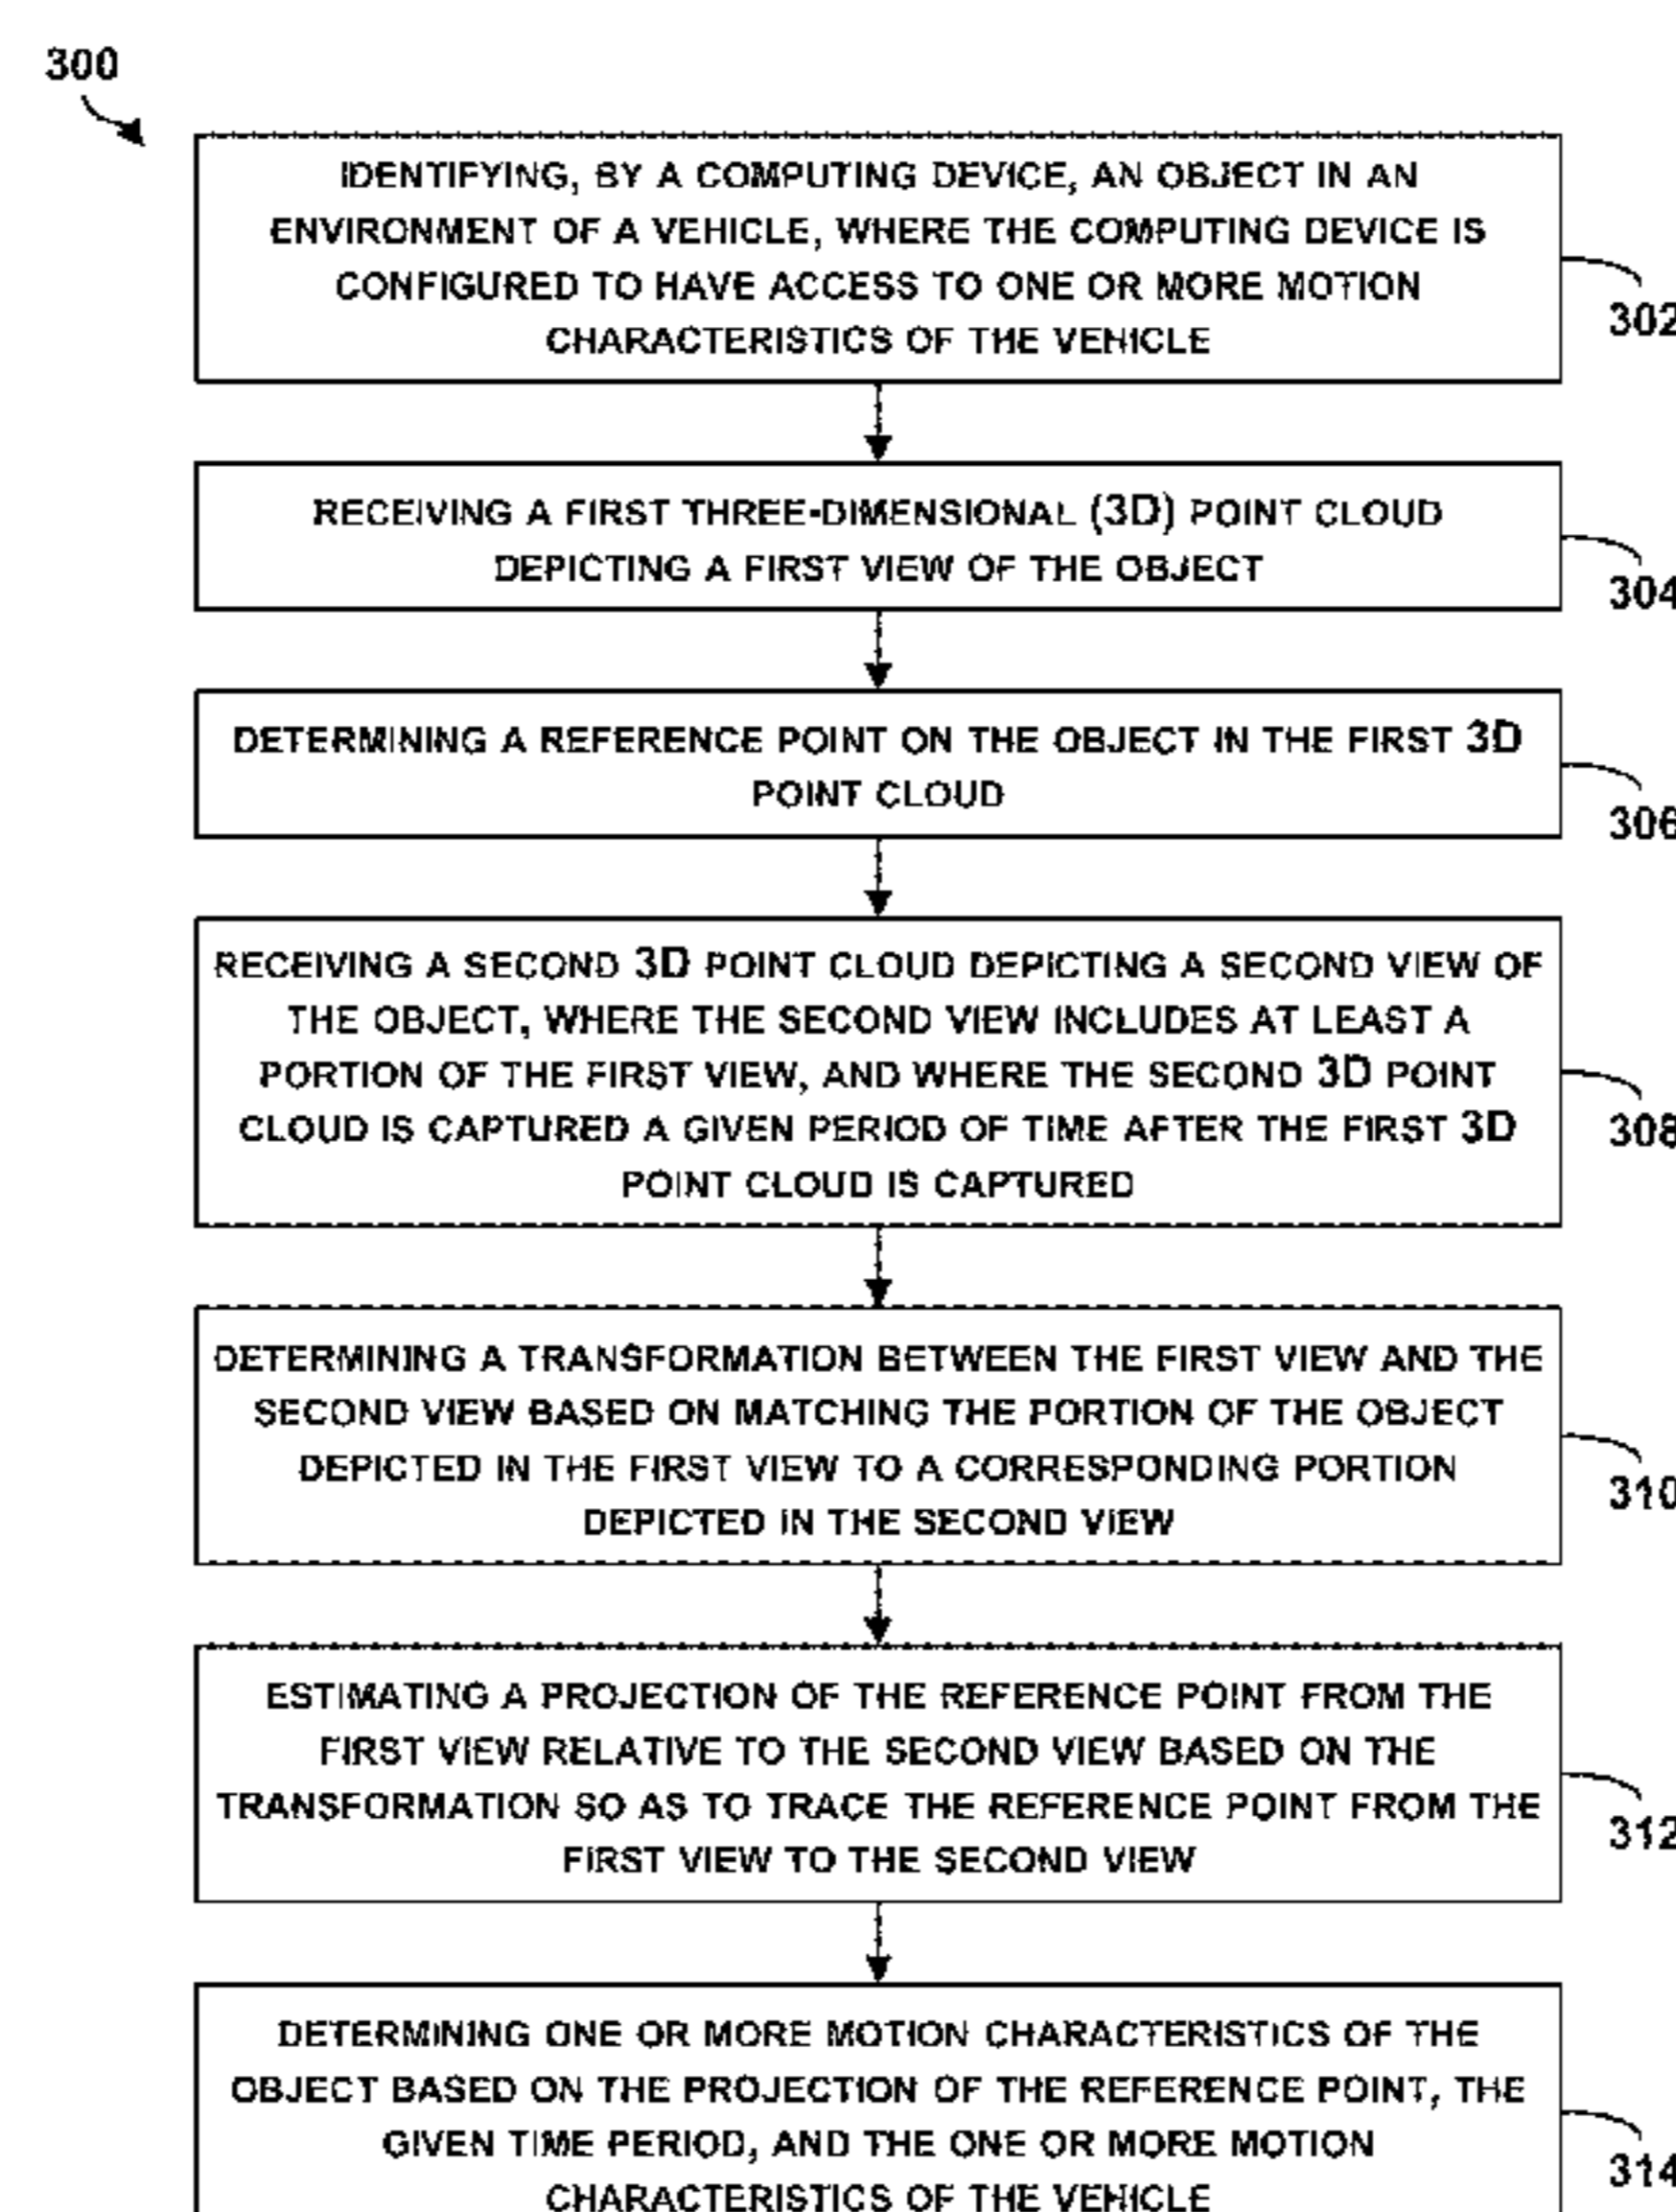 300
IDENTIFYING, BY A COMPUTING DEVICE, AN OBJECT IN AN
ENVIRONMENT OF A VEHICLE, WHERE THE COMPUTING DEVICE IS
CONFIGURED TO HAVE ACCESS TO ONE OR MORE MOTION
CHARACTERISTICS OF THE VEHICLE
302
RECEIVING A FIRST THREE-DIMENSIONAL (3D) POINT CLOUD
DEPICTING A FIRST VIEW OF THE OBJECT
304
DETERMINING A REFERENCE POINT ON THE OBJECT IN THE FIRST 3D
POINT CLOUD
306
RECEIVING A SECOND 3D POINT CLOUD DEPICTING A SECOND VIEW OF
THE OBJECT, WHERE THE SECOND VIEW INCLUDES AT LEAST A
PORTION OF THE FIRST VIEW, AND WHERE THE SECOND 3D POINT
CLOUD IS CAPTURED A GIVEN PERIOD OF TIME AFTER THE FIRST 3D
POINT CLOUD IS CAPTURED
308
DETERMINING A TRANSFORMATION BETWEEN THE FIRST VIEW AND THE
SECOND VIEW BASED ON MATCHING THE PORTION OF THE OBJECT
DEPICTED IN THE FIRST VIEW TO A CORRESPONDING PORTION
DEPICTED IN THE SECOND VIEW
310
ESTIMATING A PROJECTION OF THE REFERENCE POINT FROM THE
FIRST VIEW RELATIVE TO THE SECOND VIEW BASED ON THE
TRANSFORMATION SO AS TO TRACE THE REFERENCE POINT FROM THE
FIRST VIEW TO THE SECOND VIEW
312
DETERMINING ONE OR MORE MOTION CHARACTERISTICS OF THE
OBJECT BASED ON THE PROJECTION OF THE REFERENCE POINT, THE
GIVEN TIME PERIOD, AND THE ONE OR MORE MOTION
CHARACTERISTICS OF THE VEHICLE
314